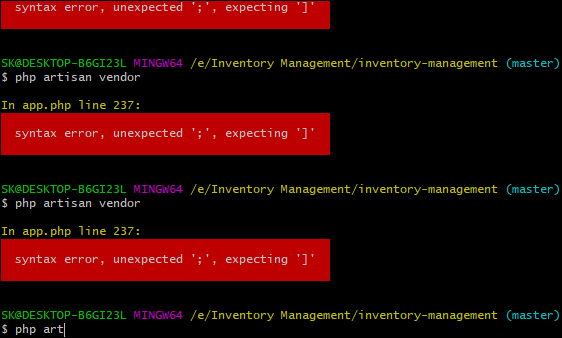 syntax error, unexpected ';', expecting ']'
SK@DESKTOP-B6GI23L MINGW64 /e/Inventory Management/inventory-management (master)
$ php artisan vendor
In app.php line 237:
syntax error, unexpected ';', expecting ']'
SK@DESKTOP-B6GI23L MINGW64 /e/Inventory Management/inventory-management (master)
$ php artisan vendor
In app.php line 237:
syntax error, unexpected ';', expecting ']'
SK@DESKTOP-B6GI23L MINGW64 /e/Inventory Management/inventory-management (master)
$ php art